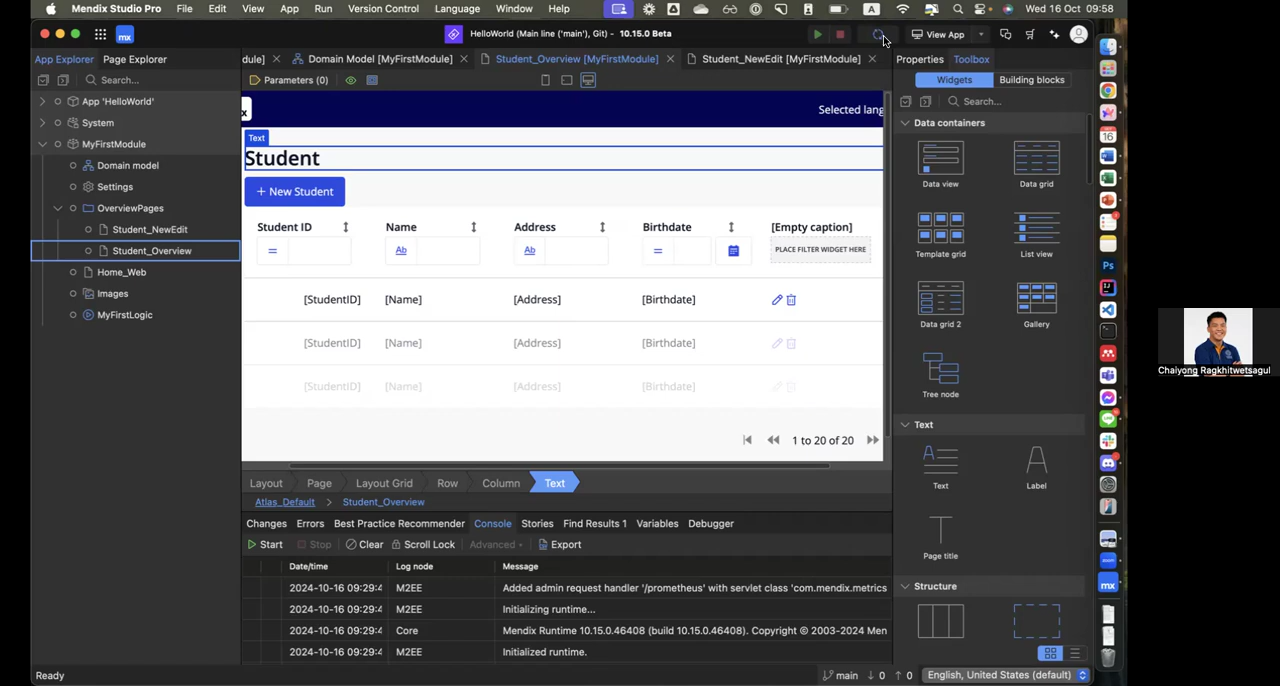 Mendix Studio Pro File Edit View App Run Version Control Language Window Help A Wed 16 Oct 09:58
mx HelloWorld (Main line ('main'), Git) - 10.15.0 Beta View App
App Explorer Page Explorer dule] Domain Model [MyFirstModule] Student_Overview [MyFirstModule] Student_NewEdit [MyFirstModule] Properties Toolbox
Search... Parameters (0) Widgets Building blocks
App 'HelloWorld' x Selected lang Search...
System Data containers
MyFirstModule Text
Domain model Student
Settings + New Student Data view Data grid
OverviewPages
Student_NewEdit Student ID Name Address Birthdate [Empty caption]
Student_Overview = Ab Ab = PLACE FILTER WIDGET HERE Template grid List view
Home_Web
Images [StudentID] [Name] [Address] [Birthdate]
MyFirstLogic Data grid 2 Gallery
[StudentID] [Name] [Address] [Birthdate]
Chaiyong Ragkhitwetsagul
[StudentID] [Name] [Address] [Birthdate] Tree node
Text
1 to 20 of 20
Layout Page Layout Grid Row Column Text Text Label
Atlas_Default > Student_Overview
Changes Errors Best Practice Recommender Console Stories Find Results 1 Variables Debugger
Start Stop Clear Scroll Lock Advanced Export Page title
Date/time Log node Message
2024-10-16 09:29:4 M2EE Added admin request handler '/prometheus' with servlet class 'com.mendix.metrics Structure
2024-10-16 09:29:4 M2EE Initializing runtime...
2024-10-16 09:29:4 Core Mendix Runtime 10.15.0.46408 (build 10.15.0.46408). Copyright © 2003-2024 Men
2024-10-16 09:29:4 M2EE Initialized runtime.
Ready main ↓ 0 ↑ 0 English, United States (default)